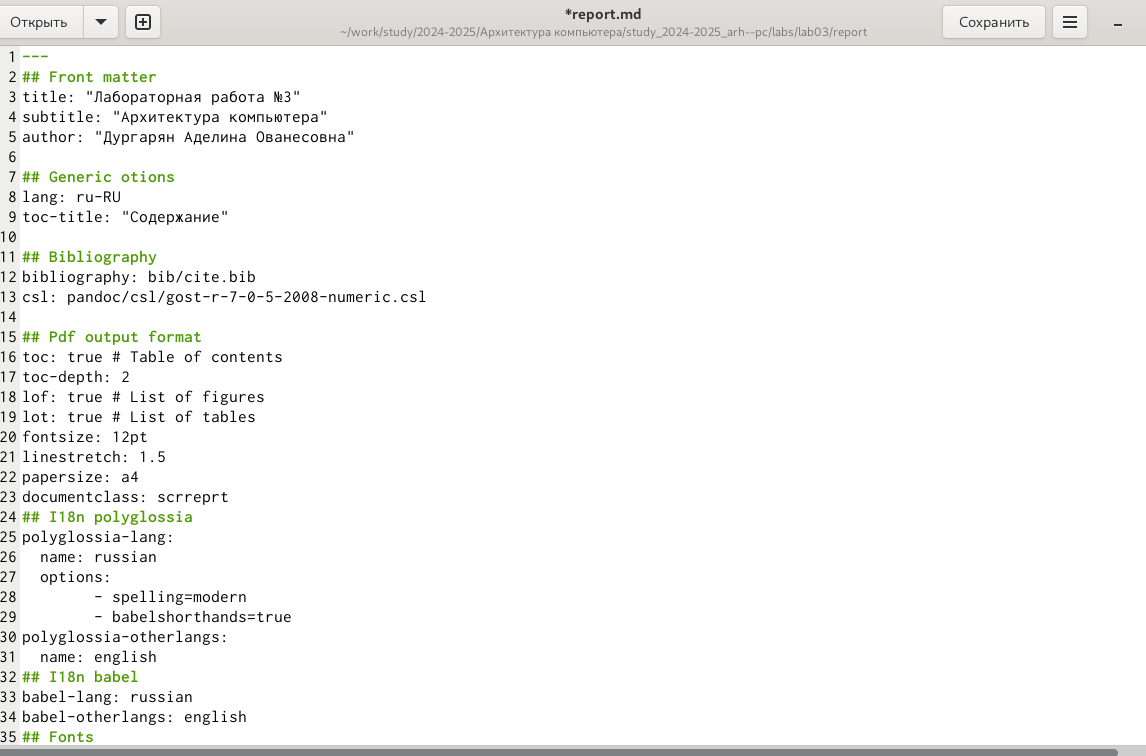 Открыть
*report.md
~/work/study/2024-2025/Архитектура компьютера/study_2024-2025_arh--pc/labs/lab03/report
Сохранить
1 ---
2 ## Front matter
3 title: "Лабораторная работа №3"
4 subtitle: "Архитектура компьютера"
5 author: "Дургарян Аделина Ованесовна"
6
7 ## Generic otions
8 lang: ru-RU
9 toc-title: "Содержание"
10
11 ## Bibliography
12 bibliography: bib/cite.bib
13 csl: pandoc/csl/gost-r-7-0-5-2008-numeric.csl
14
15 ## Pdf output format
16 toc: true # Table of contents
17 toc-depth: 2
18 lof: true # List of figures
19 lot: true # List of tables
20 fontsize: 12pt
21 linestretch: 1.5
22 papersize: a4
23 documentclass: scrreprt
24 ## I18n polyglossia
25 polyglossia-lang:
26   name: russian
27   options:
28         - spelling=modern
29         - babelshorthands=true
30 polyglossia-otherlangs:
31   name: english
32 ## I18n babel
33 babel-lang: russian
34 babel-otherlangs: english
35 ## Fonts